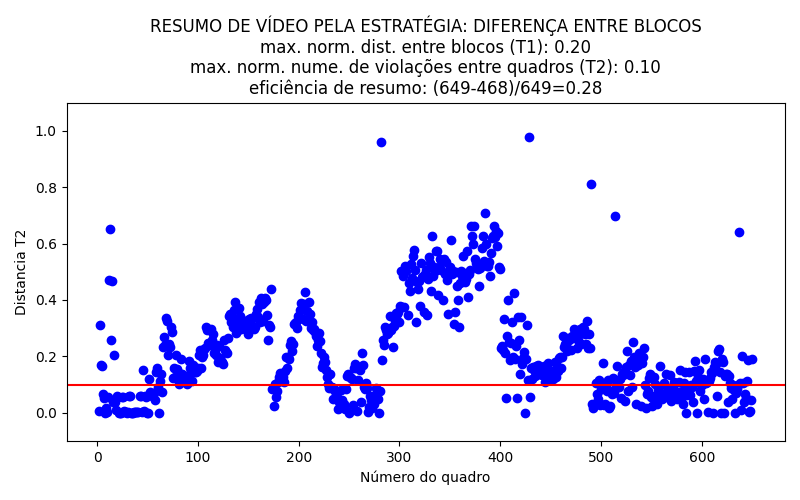 RESUMO DE VÍDEO PELA ESTRATÉGIA: DIFERENÇA ENTRE BLOCOS
max. norm. dist. entre blocos (T1): 0.20
max. norm. nume. de violações entre quadros (T2): 0.10
eficiência de resumo: (649-468)/649=0.28
1.0
0.8
0.6
0.4
0.2
0.0
Distancia T2
0 100 200 300 400 500 600
Número do quadro